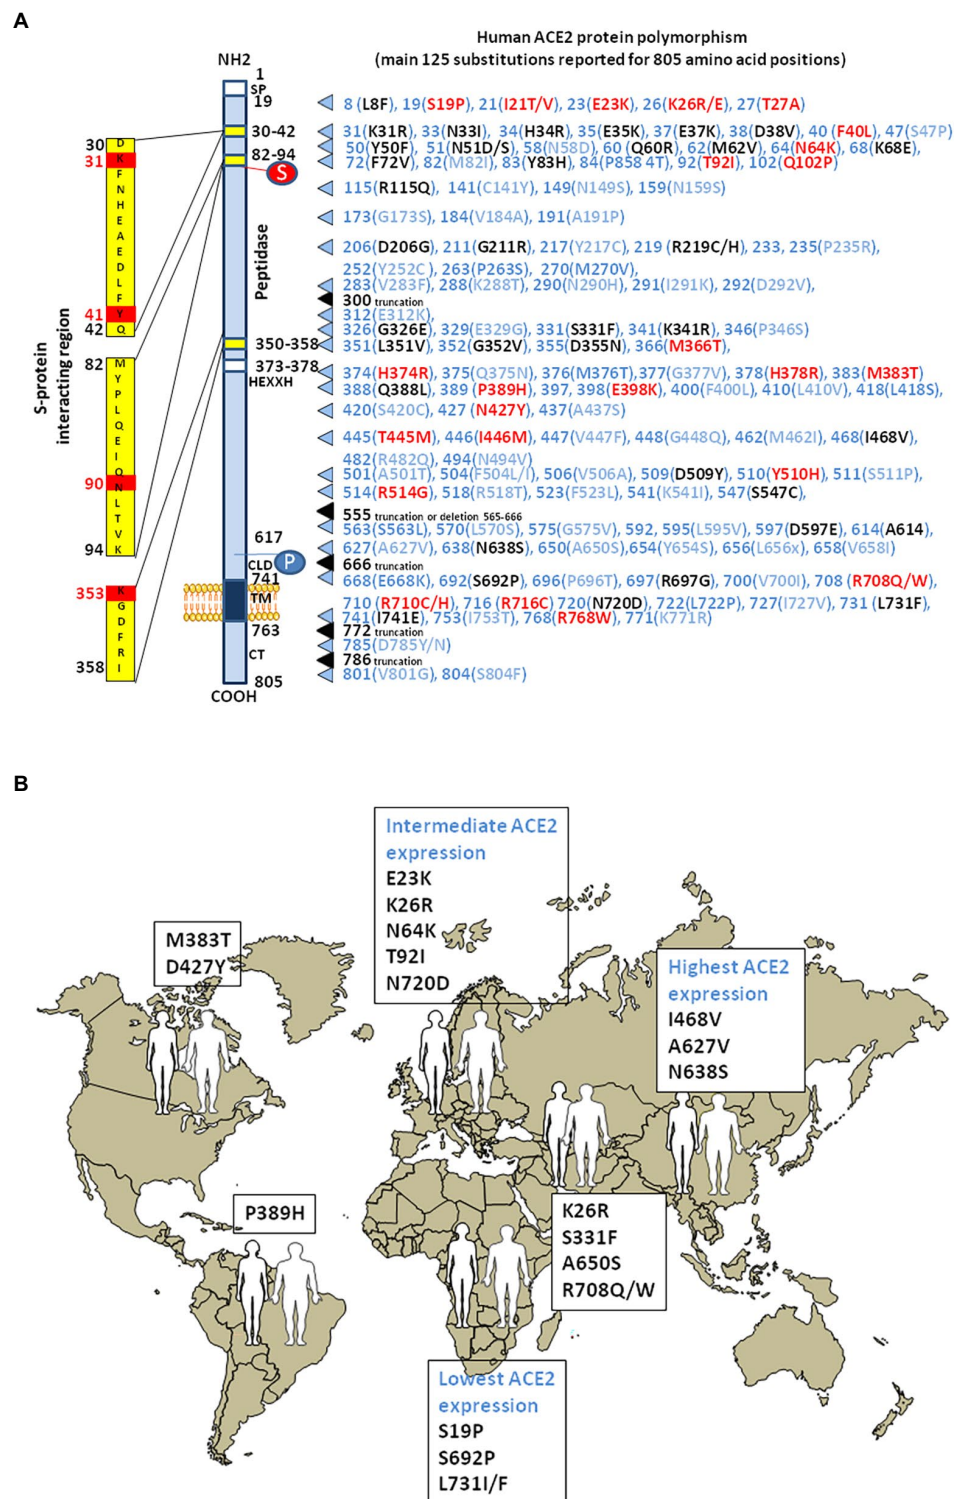 A
Human ACE2 protein polymorphism
(main 125 substitutions reported for 805 amino acid positions)
NH2
1
SP
19
30-42
82-94
S
Peptidase
350-358
373-378
HEXXH
617
P
CLD
741
TM
763
CT
805
COOH
S-protein
interacting region
30
D
31
K
F
N
H
E
A
E
D
L
F
41
Y
42
Q
82
M
Y
P
L
Q
E
I
Q
90
N
L
T
V
94
K
353
K
G
D
F
R
358
I
8 (L8F), 19(S19P), 21(I21T/V), 23(E23K), 26(K26R/E), 27(T27A)
31(K31R), 33(N33I), 34(H34R), 35(E35K), 37(E37K), 38(D38V), 40 (F40L), 47(S47P)
50(Y50F), 51(N51D/S), 58(N58D), 60 (Q60R), 62(M62V), 64(N64K), 68(K68E),
72(F72V), 82(M82I), 83(Y83H), 84(P858 4T), 92(T92I), 102(Q102P)
115(R115Q), 141(C141Y), 149(N149S), 159(N159S)
173(G173S), 184(V184A), 191(A191P)
206(D206G), 211(G211R), 217(Y217C), 219 (R219C/H), 233, 235(P235R),
252(Y252C ), 263(P263S), 270(M270V),
283(V283F), 288(K288T), 290(N290H), 291(I291K), 292(D292V),
300 truncation
312(E312K),
326(G326E), 329(E329G), 331(S331F), 341(K341R), 346(P346S)
351(L351V), 352(G352V), 355(D355N), 366(M366T),
374(H374R), 375(Q375N), 376(M376T), 377(G377V), 378(H378R), 383(M383T)
388(Q388L), 389 (P389H), 397, 398(E398K), 400(F400L), 410(L410V), 418(L418S),
420(S420C), 427 (N427Y), 437(A437S)
445(T445M), 446(I446M), 447(V447F), 448(G448Q), 462(M462I), 468(I468V),
482(R482Q), 494(N494V)
501(A501T), 504(F504L/I), 506(V506A), 509(D509Y), 510(Y510H), 511(S511P),
514(R514G), 518(R518T), 523(F523L), 541(K541I), 547(S547C),
555 truncation or deletion 565-666
563(S563L), 570(L570S), 575(G575V), 592, 595(L595V), 597(D597E), 614(A614),
627(A627V), 638(N638S), 650(A650S),654(Y654S), 656(L656x), 658(V658I)
666 truncation
668(E668K), 692(S692P), 696(P696T), 697(R697G), 700(V700I), 708 (R708Q/W),
710 (R710C/H), 716 (R716C) 720(N720D), 722(L722P), 727(I727V), 731 (L731F),
741(I741E), 753(I753T), 768(R768W), 771(K771R)
772 truncation
785(D785Y/N)
786 truncation
801(V801G), 804(S804F)
B
Intermediate ACE2
expression
E23K
K26R
N64K
T92I
N720D
M383T
D427Y
Highest ACE2
expression
I468V
A627V
N638S
P389H
K26R
S331F
A650S
R708Q/W
Lowest ACE2
expression
S19P
S692P
L731I/F